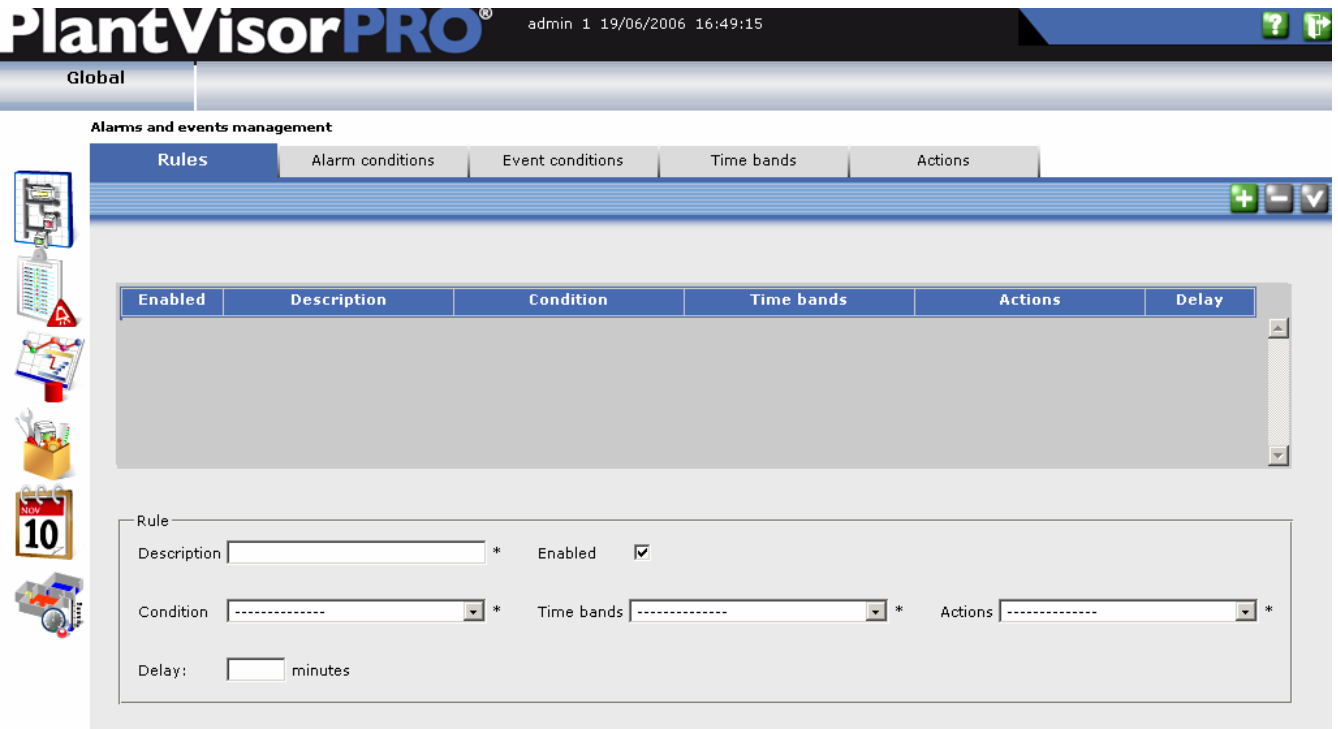 PlantVisorPRO® admin 1 19/06/2006 16:49:15 ?
Global
Alarms and events management
Rules Alarm conditions Event conditions Time bands Actions
Enabled Description Condition Time bands Actions Delay
NOV
10
Rule
Description * Enabled
Condition -------------- * Time bands -------------- * Actions -------------- *
Delay: minutes